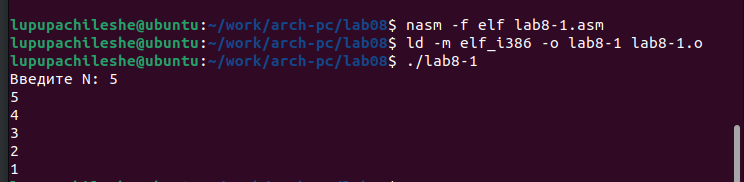 lupupachileshe@ubuntu:~/work/arch-pc/lab08$ nasm -f elf lab8-1.asm
lupupachileshe@ubuntu:~/work/arch-pc/lab08$ ld -m elf_i386 -o lab8-1 lab8-1.o
lupupachileshe@ubuntu:~/work/arch-pc/lab08$ ./lab8-1
Введите N: 5
5
4
3
2
1